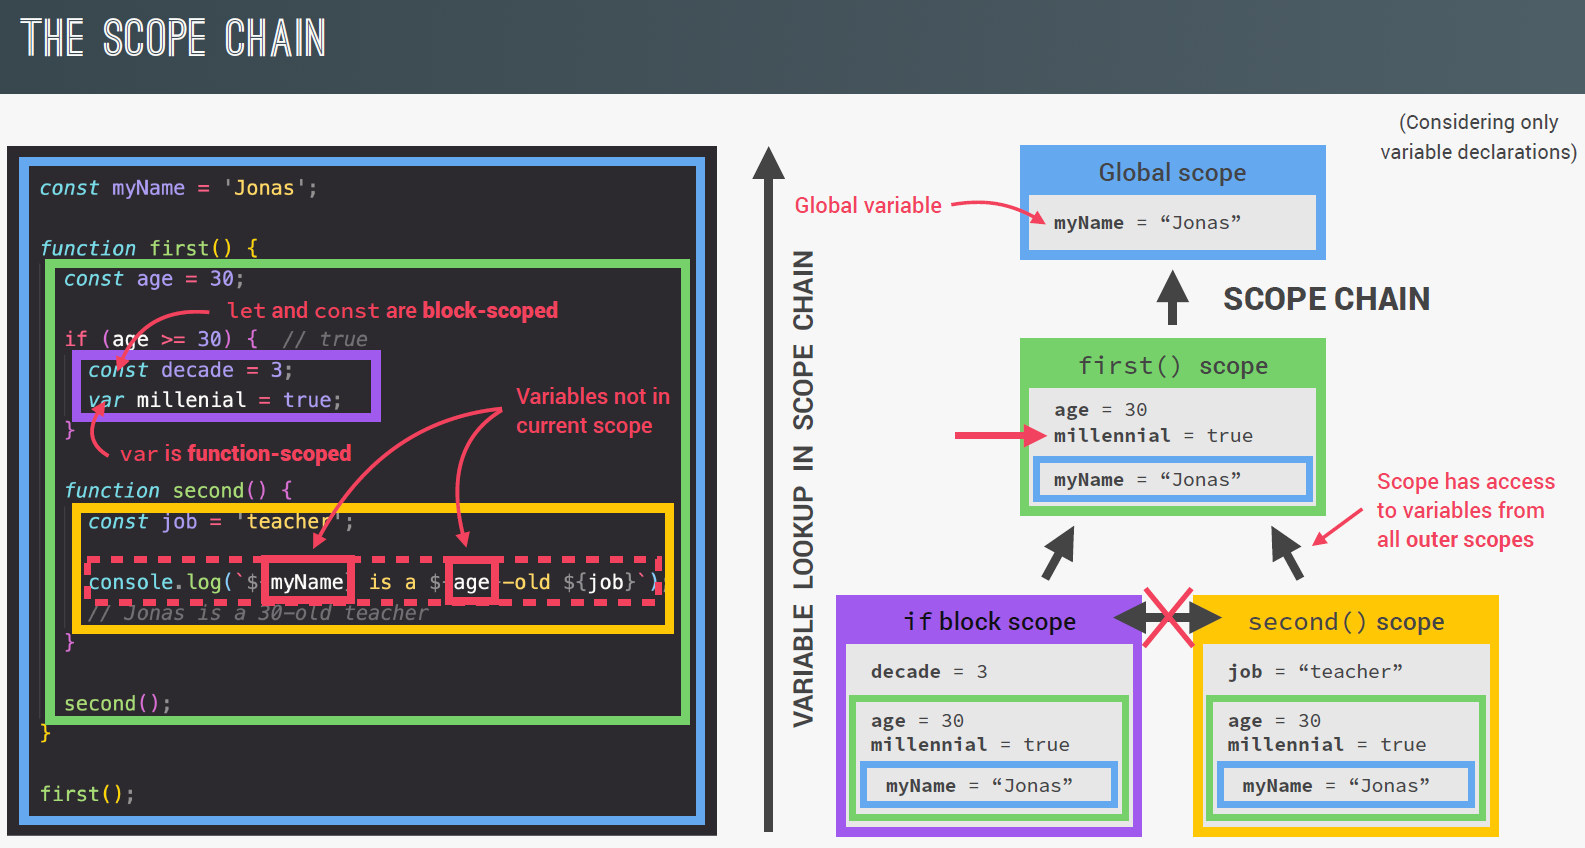 THE SCOPE CHAIN
const myName = 'Jonas';
function first() {
const age = 30;
let and const are block-scoped
if (age >= 30) { // true
const decade = 3;
var millenial = true;
}
var is function-scoped
Variables not in
current scope
function second() {
const job = 'teacher';
console.log(`${myName} is a ${age}-old ${job}`);
// Jonas is a 30-old teacher
}
second();
}
first();
VARIABLE LOOKUP IN SCOPE CHAIN
(Considering only
variable declarations)
Global scope
Global variable
myName = “Jonas”
SCOPE CHAIN
first() scope
age = 30
millennial = true
myName = “Jonas”
Scope has access
to variables from
all outer scopes
if block scope
decade = 3
age = 30
millennial = true
myName = “Jonas”
second() scope
job = “teacher”
age = 30
millennial = true
myName = “Jonas”